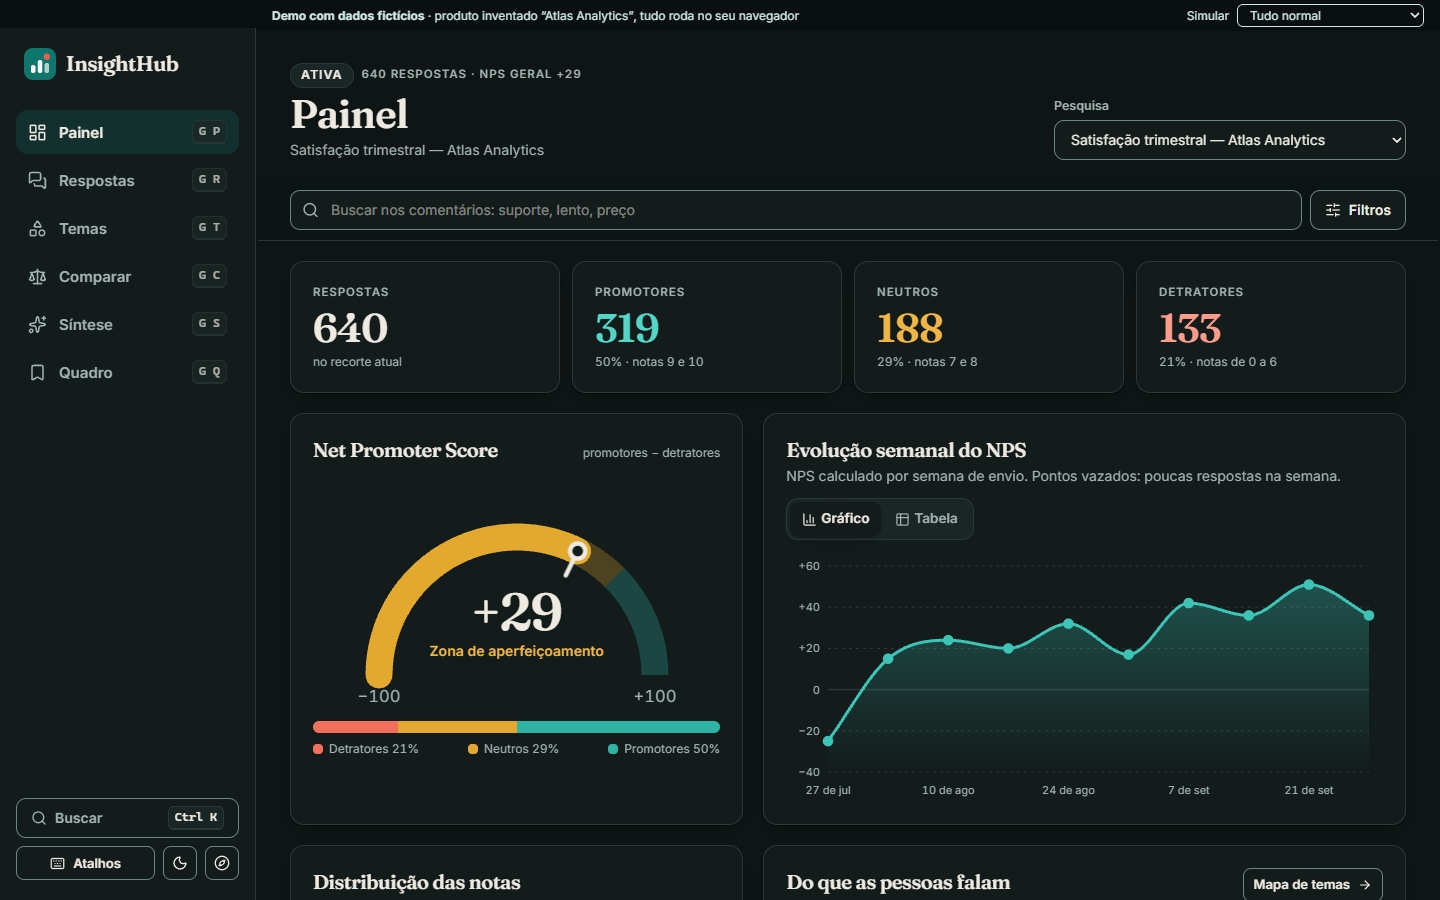 Demo com dados fictícios · produto inventado “Atlas Analytics”, tudo roda no seu navegador
Simular
Tudo normal
InsightHub
Painel
G P
Respostas
G R
Temas
G T
Comparar
G C
Síntese
G S
Quadro
G Q
Buscar
Ctrl K
Atalhos
ATIVA
640 RESPOSTAS · NPS GERAL +29
Painel
Satisfação trimestral — Atlas Analytics
Pesquisa
Satisfação trimestral — Atlas Analytics
Buscar nos comentários: suporte, lento, preço
Filtros
RESPOSTAS
640
no recorte atual
PROMOTORES
319
50% · notas 9 e 10
NEUTROS
188
29% · notas 7 e 8
DETRATORES
133
21% · notas de 0 a 6
Net Promoter Score
promotores − detratores
+29
Zona de aperfeiçoamento
−100
+100
Detratores 21%
Neutros 29%
Promotores 50%
Evolução semanal do NPS
NPS calculado por semana de envio. Pontos vazados: poucas respostas na semana.
Gráfico
Tabela
+60
+40
+20
0
−20
−40
27 de jul
10 de ago
24 de ago
7 de set
21 de set
Distribuição das notas
Do que as pessoas falam
Mapa de temas